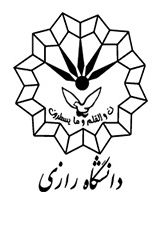 ن والقلم وما یسطرون
دانشگاه رازی